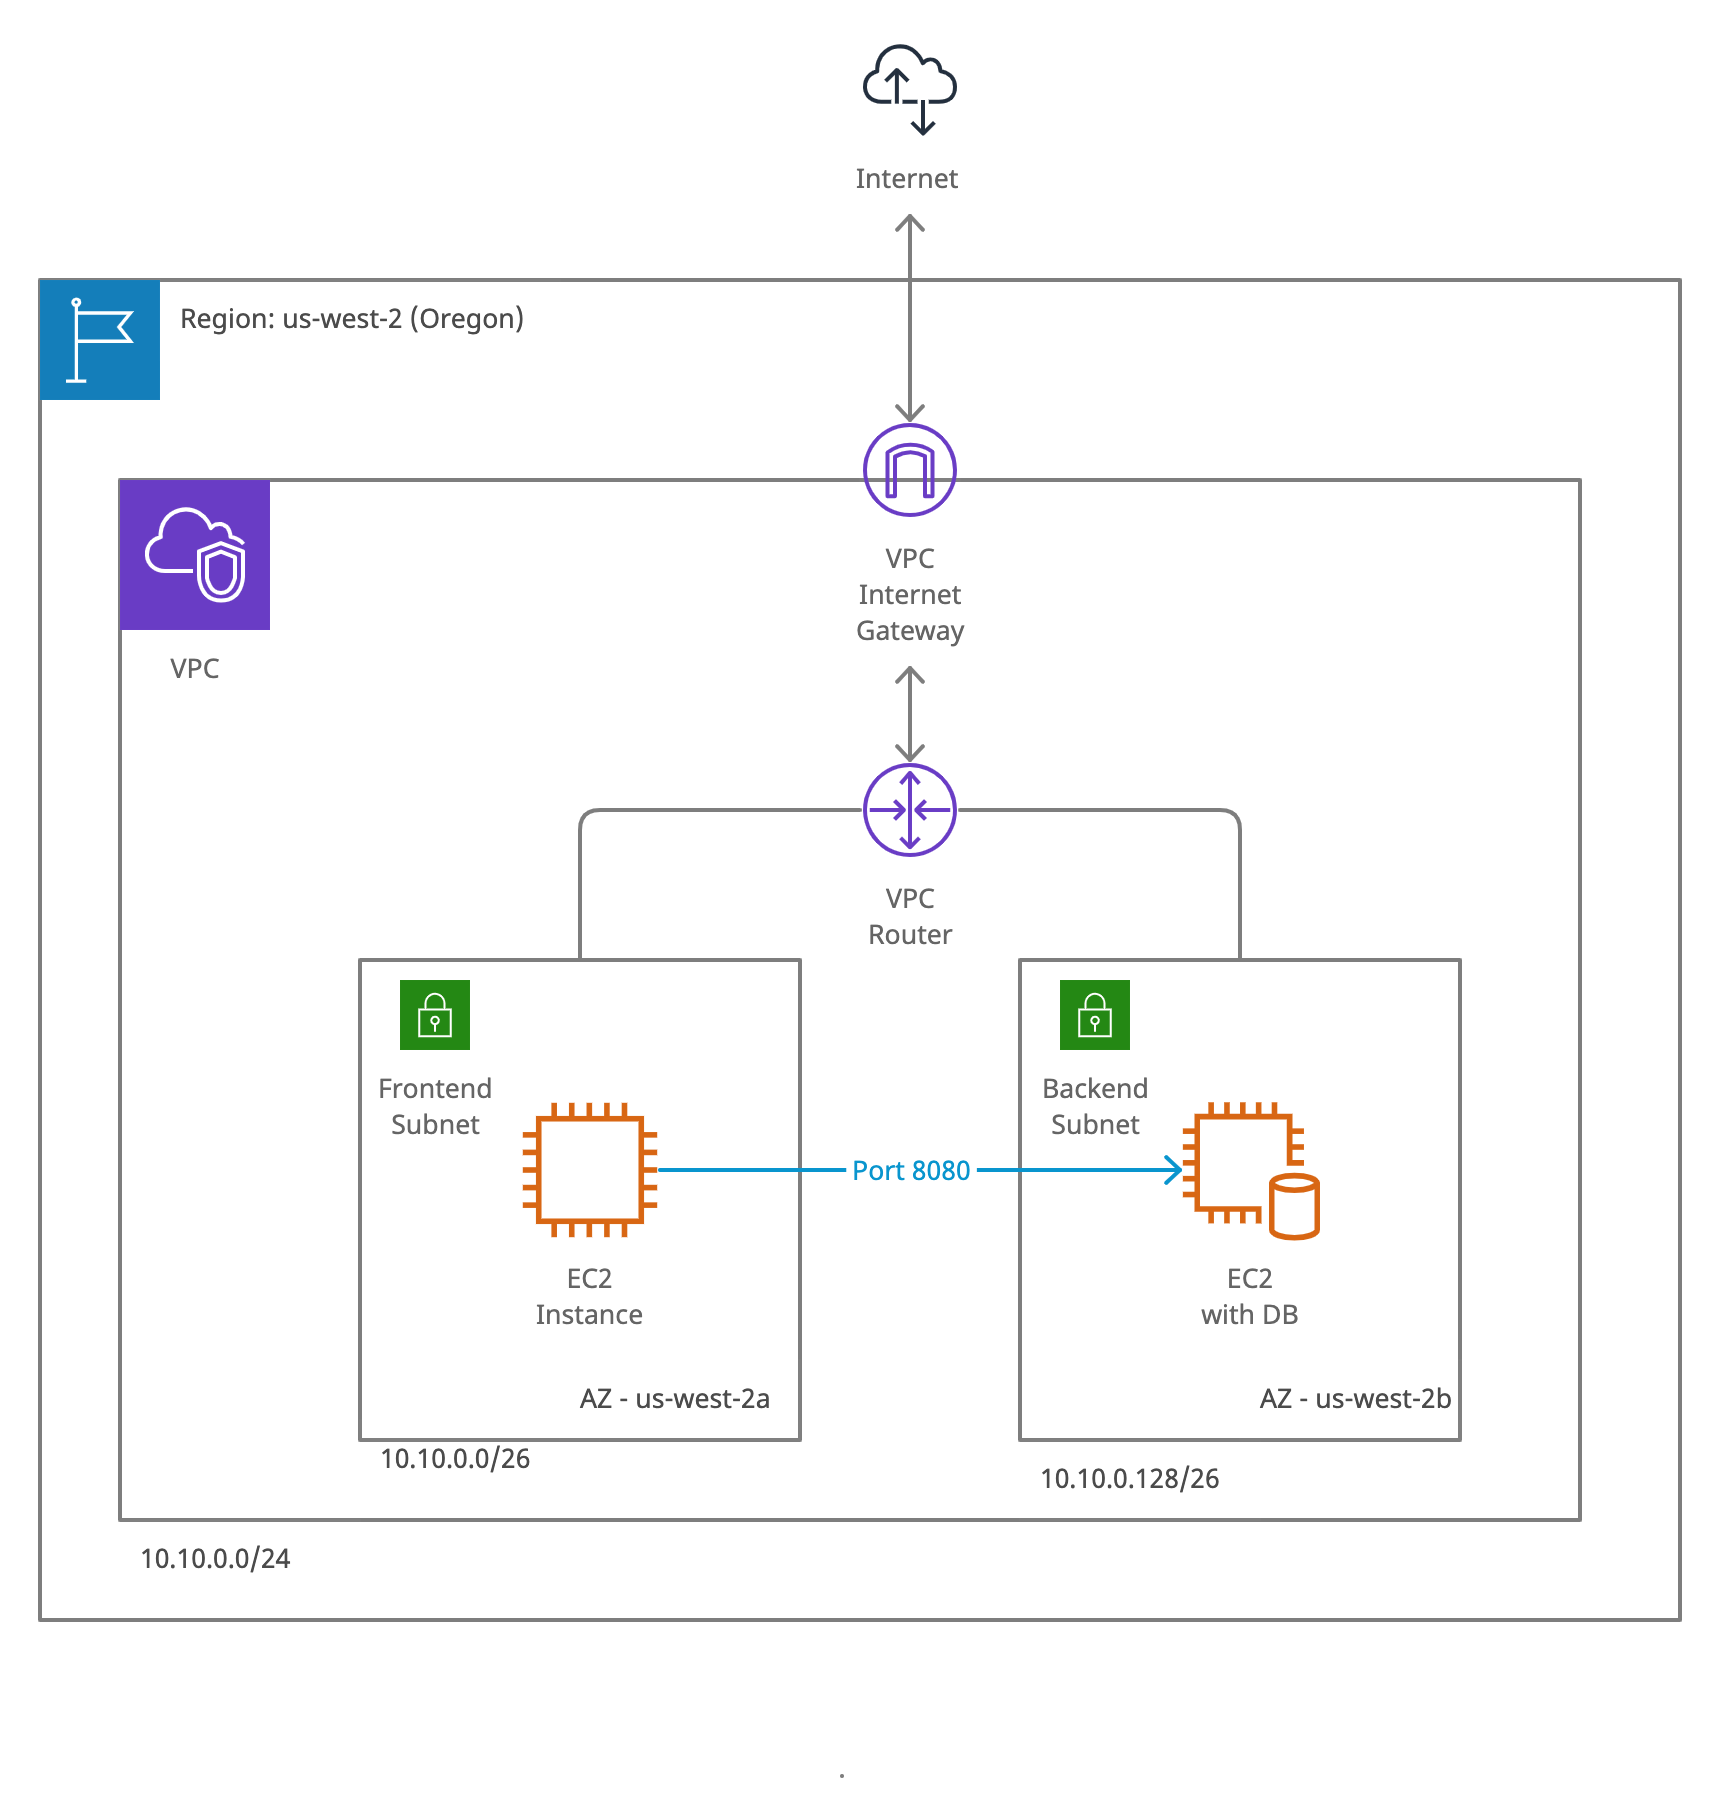 Internet
Region: us-west-2 (Oregon)
VPC
Internet
Gateway
VPC
VPC
Router
Frontend
Subnet
Backend
Subnet
Port 8080
EC2
Instance
EC2
with DB
AZ - us-west-2a
AZ - us-west-2b
10.10.0.0/26
10.10.0.128/26
10.10.0.0/24
.